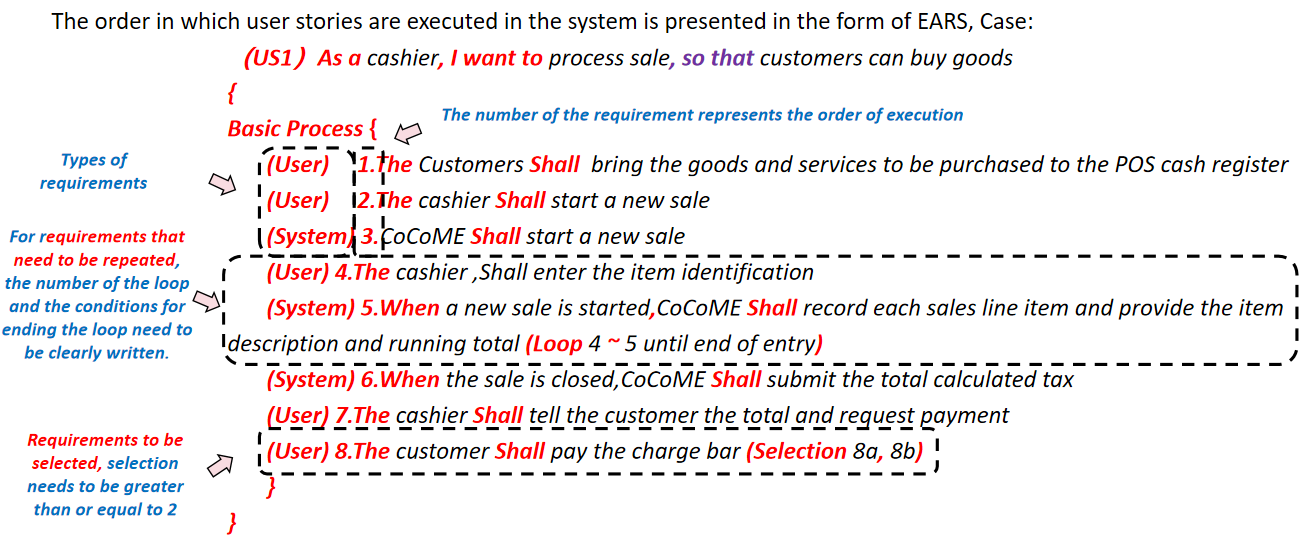 The order in which user stories are executed in the system is presented in the form of EARS, Case:
(US1) As a cashier, I want to process sale, so that customers can buy goods
{
The number of the requirement represents the order of execution
Basic Process {
Types of
requirements
(User) 1.The Customers Shall bring the goods and services to be purchased to the POS cash register
(User) 2.The cashier Shall start a new sale
(System) 3.CoCoME Shall start a new sale
For requirements that
need to be repeated,
the number of the loop
and the conditions for
ending the loop need to
be clearly written.
(User) 4.The cashier ,Shall enter the item identification
(System) 5.When a new sale is started,CoCoME Shall record each sales line item and provide the item
description and running total (Loop 4 ~ 5 until end of entry)
(System) 6.When the sale is closed,CoCoME Shall submit the total calculated tax
(User) 7.The cashier Shall tell the customer the total and request payment
Requirements to be
selected, selection
needs to be greater
than or equal to 2
(User) 8.The customer Shall pay the charge bar (Selection 8a, 8b)
}
}